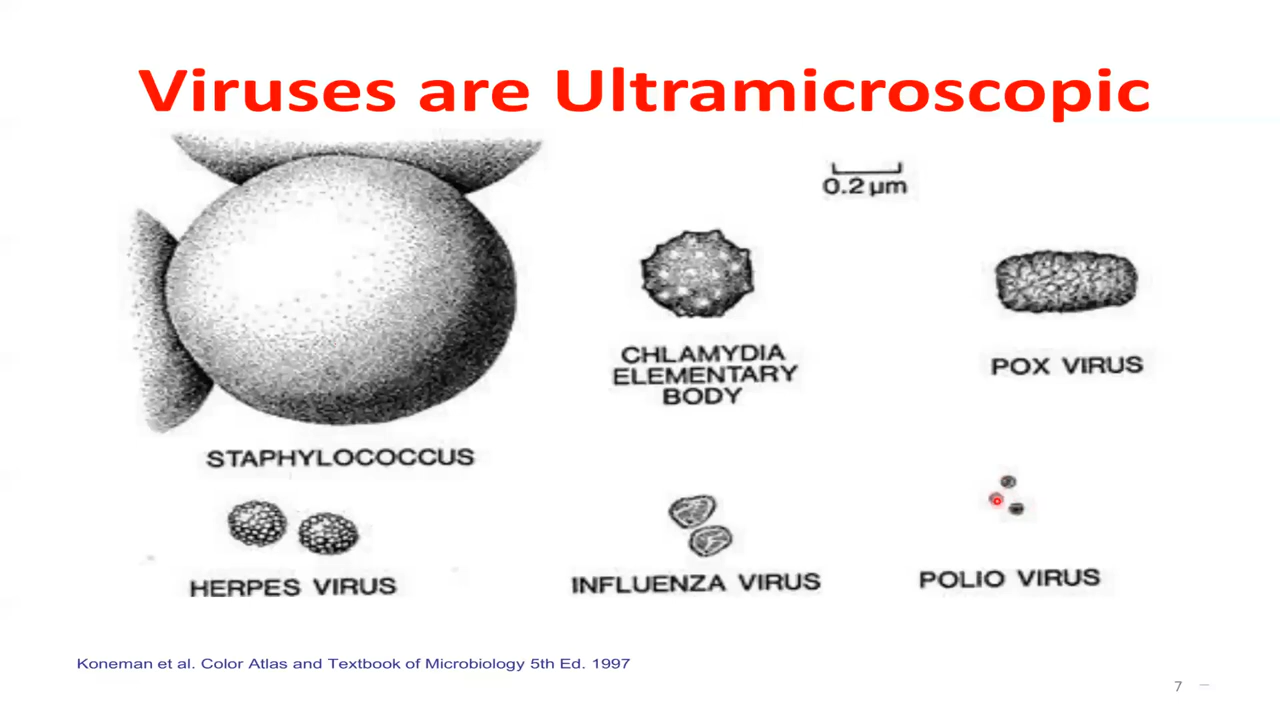 Viruses are Ultramicroscopic
0.2 µm
CHLAMYDIA
ELEMENTARY
BODY
POX VIRUS
STAPHYLOCOCCUS
HERPES VIRUS
INFLUENZA VIRUS
POLIO VIRUS
Koneman et al. Color Atlas and Textbook of Microbiology 5th Ed. 1997
7